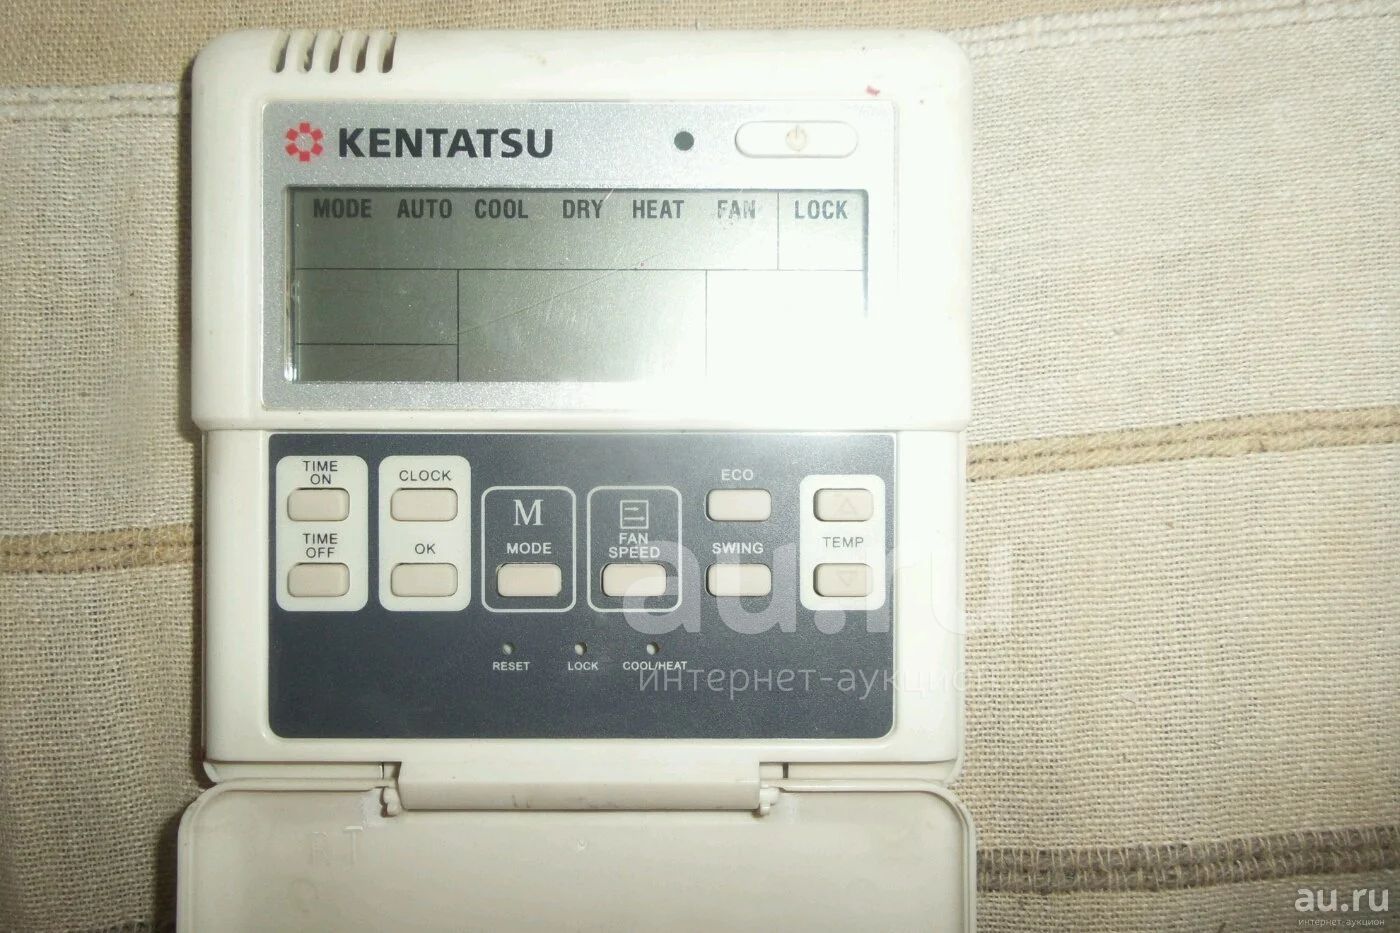 KENTATSU
MODE AUTO COOL DRY HEAT FAN LOCK
TIME ON
CLOCK
ECO
TIME OFF
OK
M
MODE
FAN SPEED
SWING
TEMP
RESET
LOCK
COOL/HEAT
au.ru
интернет-аукцион
au.ru
интернет-аукцион